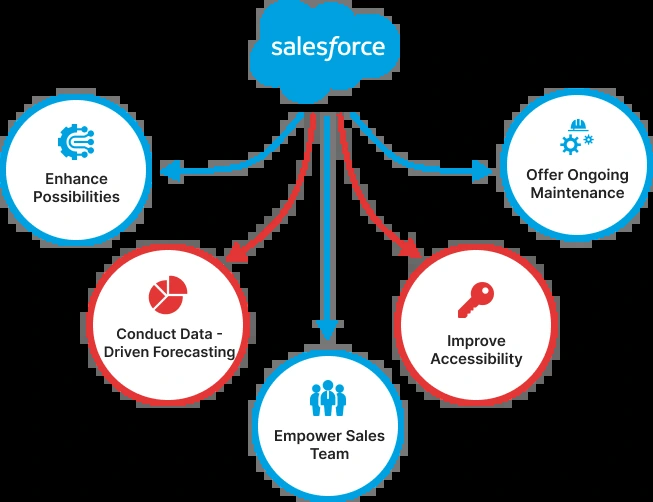 salesforce
Enhance
Possibilities
Offer Ongoing
Maintenance
Conduct Data -
Driven Forecasting
Improve
Accessibility
Empower Sales
Team